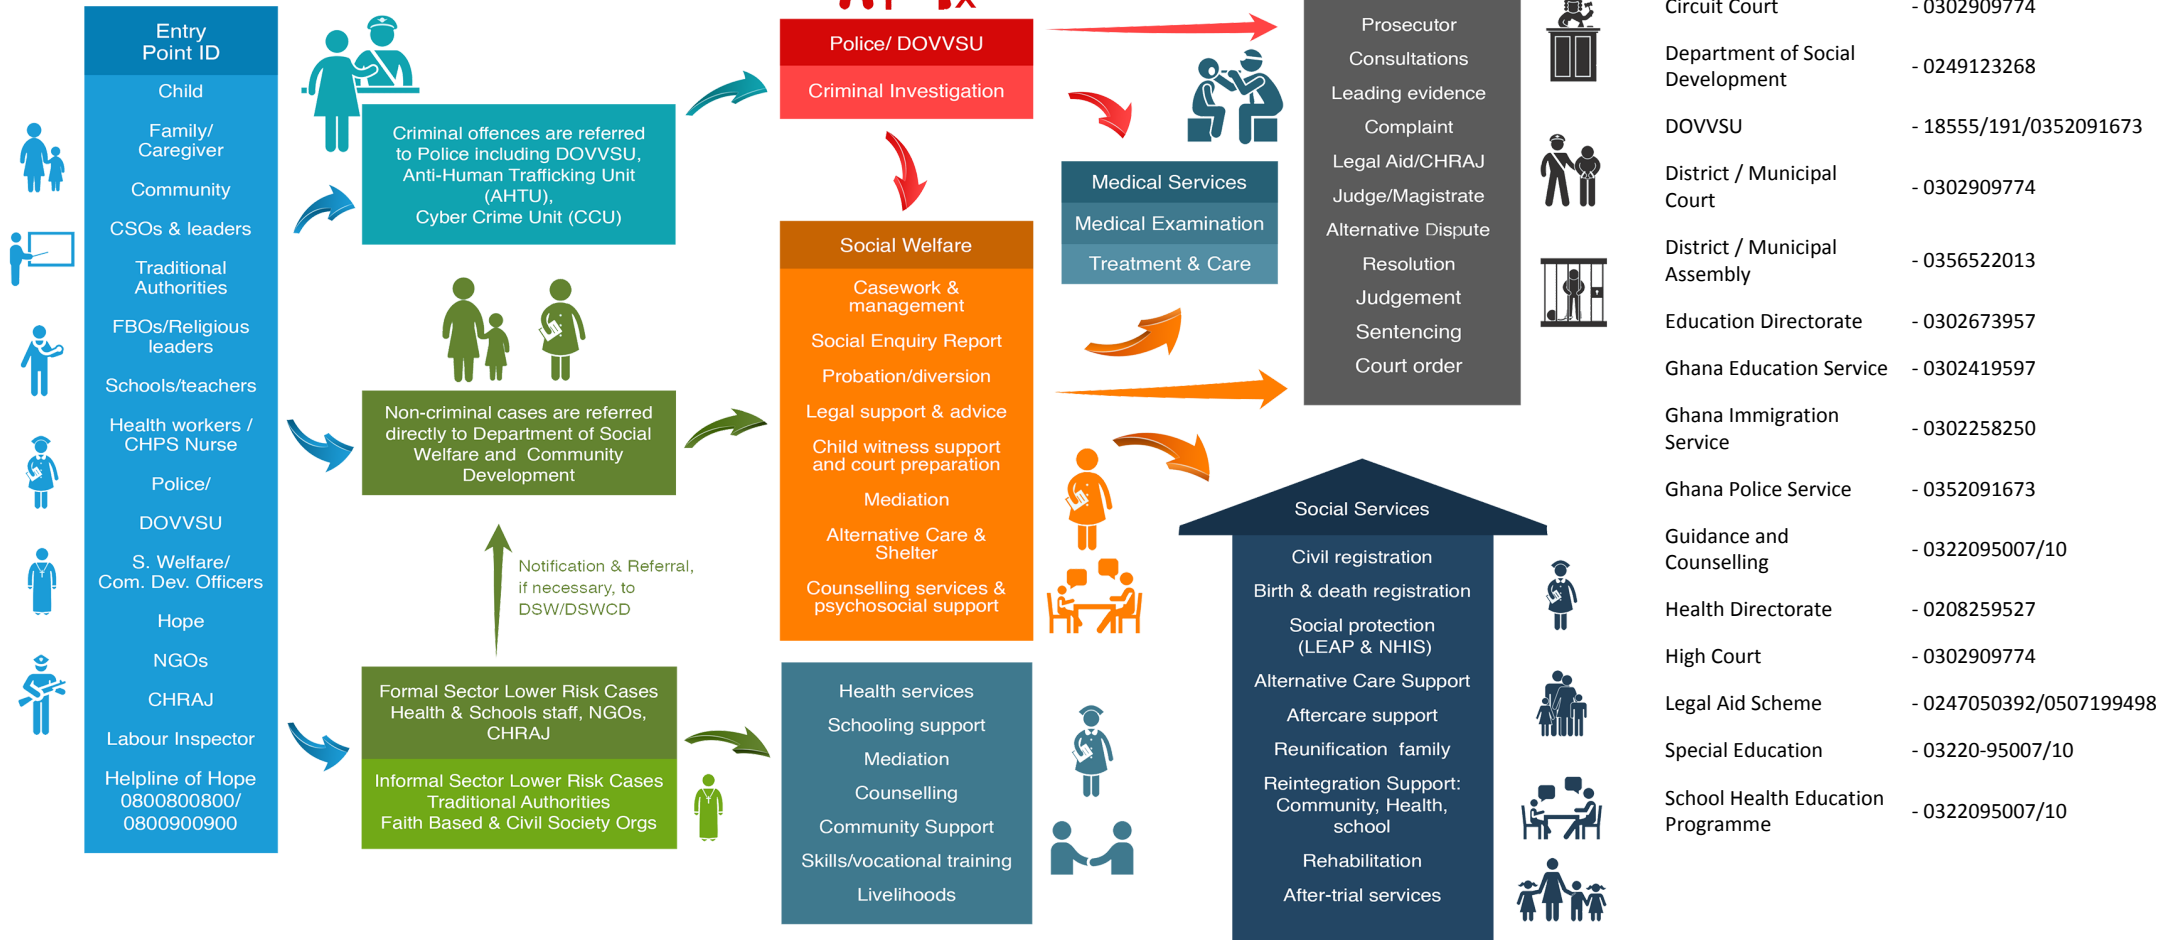 Entry
Point ID
Child
Family/
Caregiver
Community
CSOs & leaders
Traditional
Authorities
FBOs/Religious
leaders
Schools/teachers
Health workers /
CHPS Nurse
Police/
DOVVSU
S. Welfare/
Com. Dev. Officers
Hope
NGOs
CHRAJ
Labour Inspector
Helpline of Hope
0800800800/
0800900900
Criminal offences are referred
to Police including DOVVSU,
Anti-Human Trafficking Unit
(AHTU),
Cyber Crime Unit (CCU)
Non-criminal cases are referred
directly to Department of Social
Welfare and Community
Development
Notification & Referral,
if necessary, to
DSW/DSWCD
Formal Sector Lower Risk Cases
Health & Schools staff, NGOs,
CHRAJ
Informal Sector Lower Risk Cases
Traditional Authorities
Faith Based & Civil Society Orgs
Police/ DOVVSU
Criminal Investigation
Social Welfare
Casework &
management
Social Enquiry Report
Probation/diversion
Legal support & advice
Child witness support
and court preparation
Mediation
Alternative Care &
Shelter
Counselling services &
psychosocial support
Health services
Schooling support
Mediation
Counselling
Community Support
Skills/vocational training
Livelihoods
Medical Services
Medical Examination
Treatment & Care
Prosecutor
Consultations
Leading evidence
Complaint
Legal Aid/CHRAJ
Judge/Magistrate
Alternative Dispute
Resolution
Judgement
Sentencing
Court order
Social Services
Civil registration
Birth & death registration
Social protection
(LEAP & NHIS)
Alternative Care Support
Aftercare support
Reunification family
Reintegration Support:
Community, Health,
school
Rehabilitation
After-trial services
Circuit Court - 0302909774
Department of Social
Development - 0249123268
DOVVSU - 18555/191/0352091673
District / Municipal
Court - 0302909774
District / Municipal
Assembly - 0356522013
Education Directorate - 0302673957
Ghana Education Service - 0302419597
Ghana Immigration
Service - 0302258250
Ghana Police Service - 0352091673
Guidance and
Counselling - 0322095007/10
Health Directorate - 0208259527
High Court - 0302909774
Legal Aid Scheme - 0247050392/0507199498
Special Education - 03220-95007/10
School Health Education
Programme - 0322095007/10